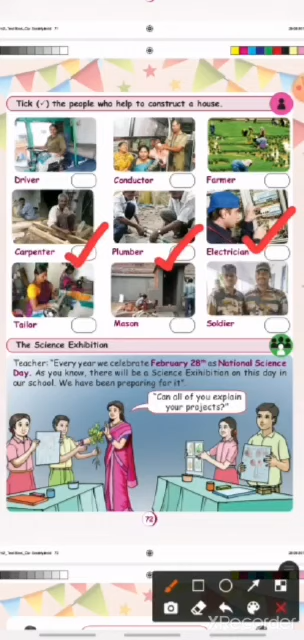 Tick (✓) the people who help to construct a house.
Driver Conductor Farmer
Carpenter Plumber Electrician
Tailor Mason Soldier
The Science Exhibition
Teacher: "Every year we celebrate February 28th as National Science
Day. As you know, there will be a Science Exihibition on this day in
our school. We have been preparing for it".
"Can all of you explain
your projects?"
72
XRecorder